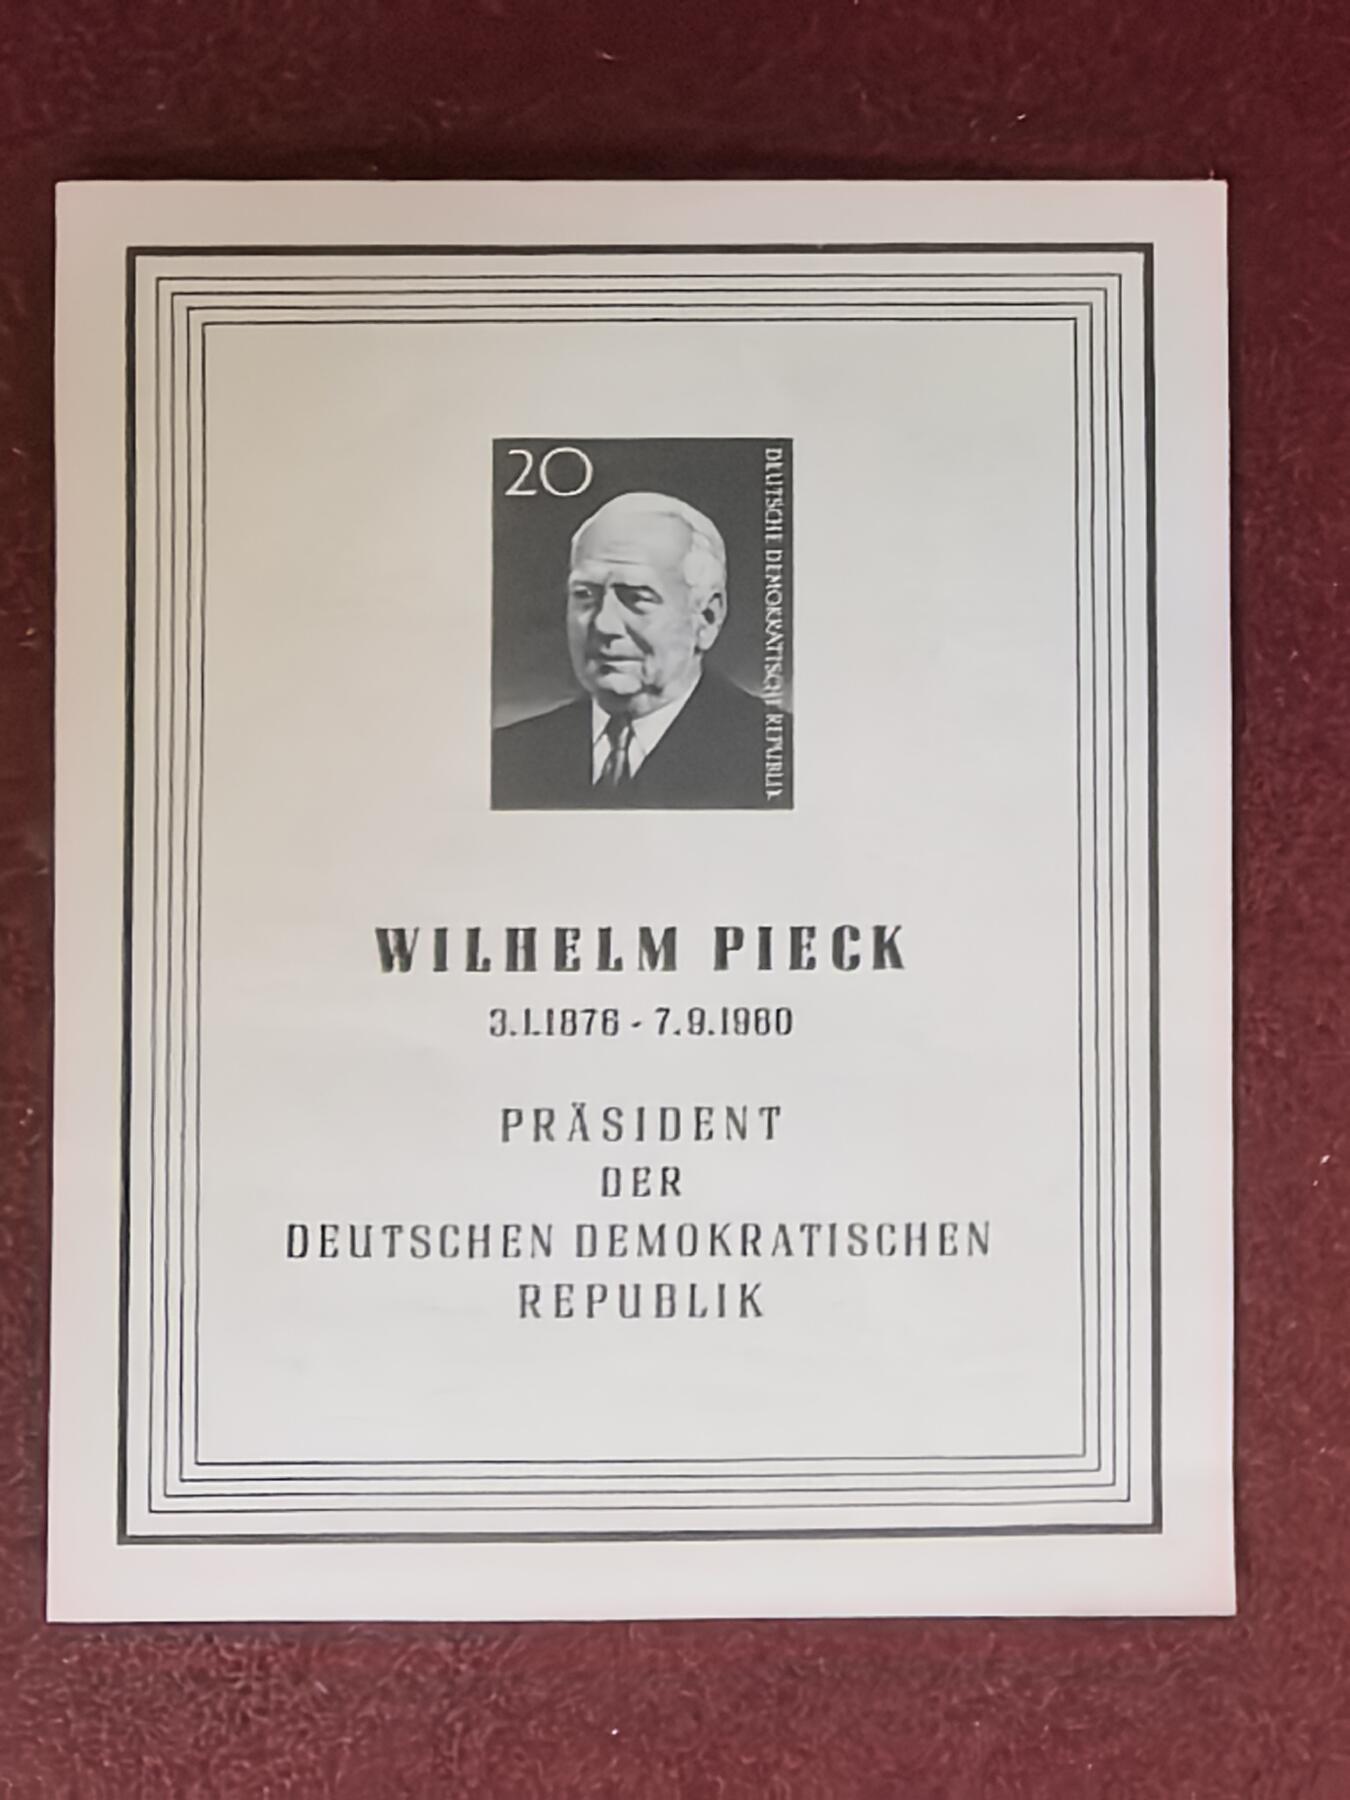 20
DEUTSCHE DEMOKRATISCHE REPUBLIK
WILHELM PIECK
3.1.1876 - 7.9.1960
PRÄSIDENT
DER
DEUTSCHEN DEMOKRATISCHEN
REPUBLIK